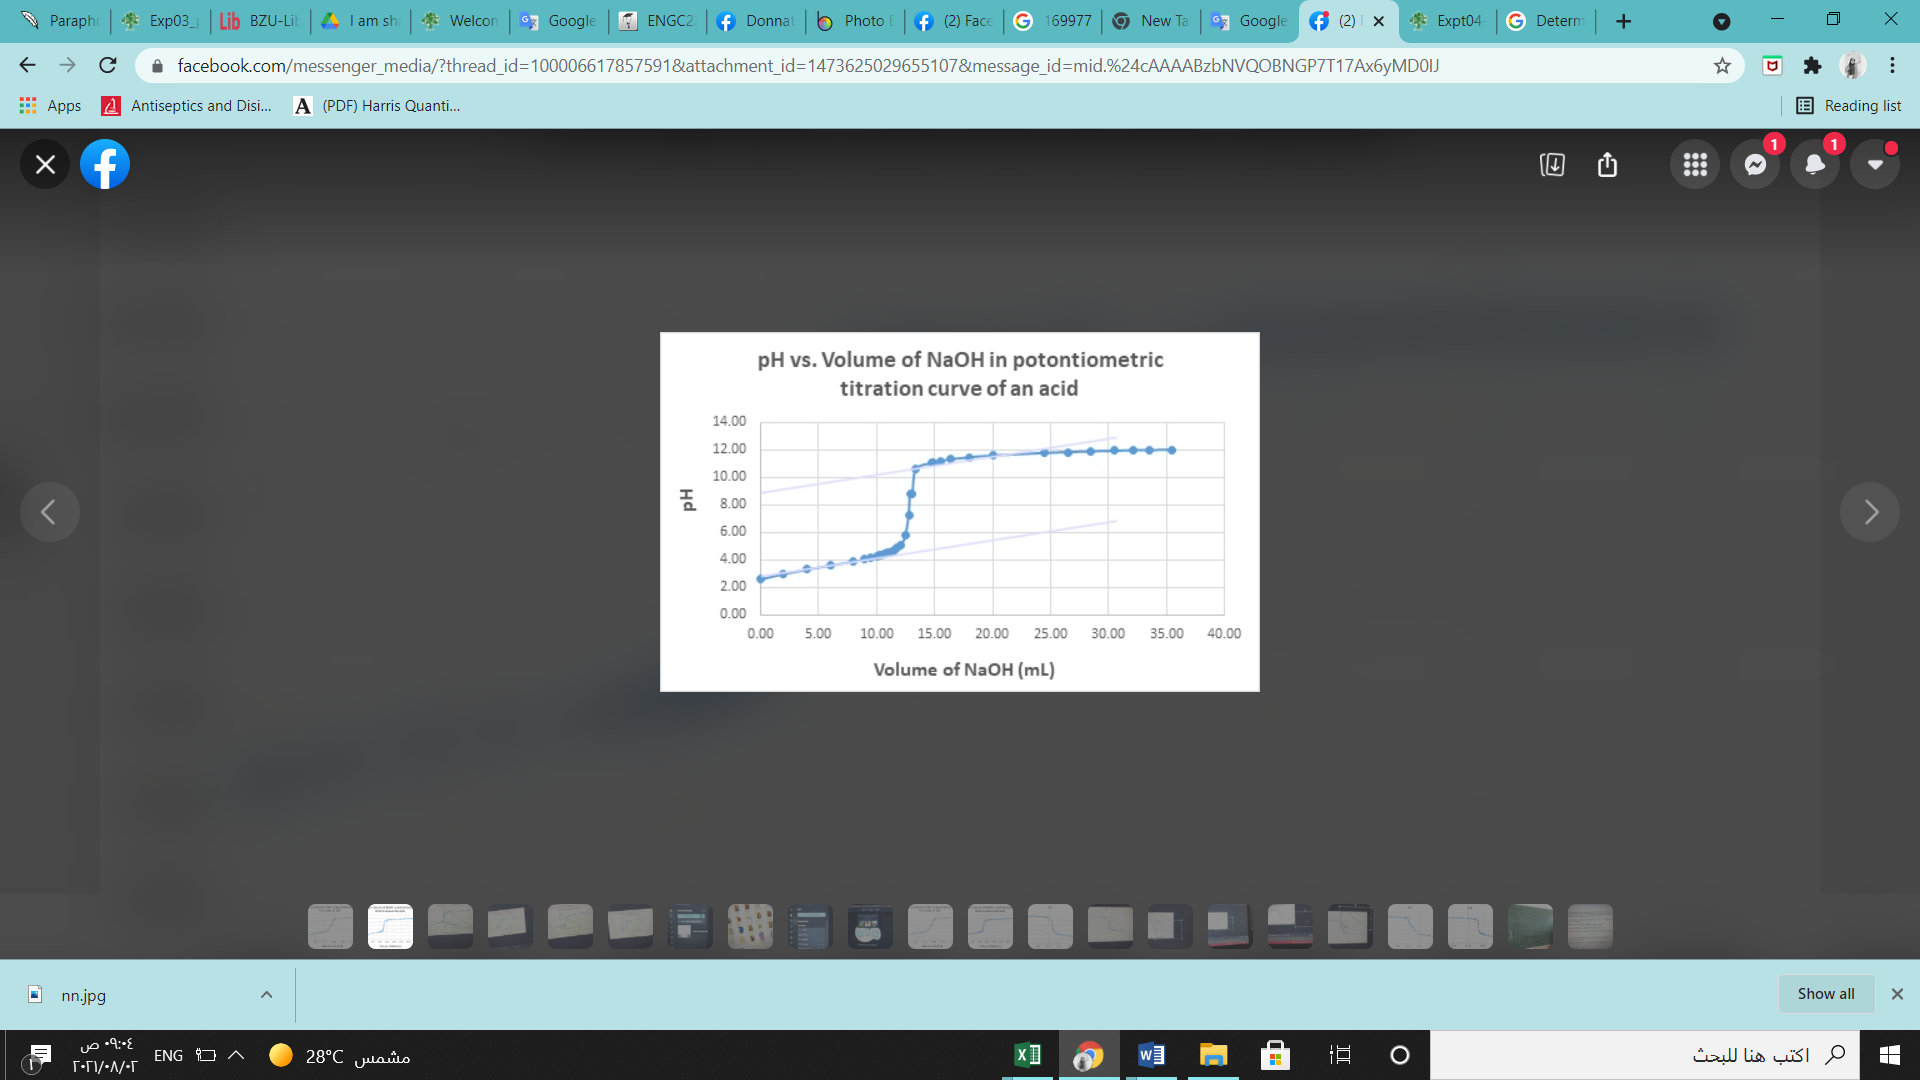 Paraphr
Exp03_
BZU-Lib
I am sh
Welcom
Google
ENGC2
Donnat
Photo E
(2) Face
169977
New Ta
Google
(2)
Expt04
Determ
facebook.com/messenger_media/?thread_id=100006617857591&attachment_id=1473625029655107&message_id=mid.%24cAAAABzbNVQOBNGP7T17Ax6yMD0IJ
Apps
Antiseptics and Disi...
(PDF) Harris Quanti...
Reading list
1
1
pH vs. Volume of NaOH in potontiometric
titration curve of an acid
14.00
12.00
10.00
8.00
6.00
4.00
2.00
0.00
pH
0.00 5.00 10.00 15.00 20.00 25.00 30.00 35.00 40.00
Volume of NaOH (mL)
nn.jpg
Show all
٠٩:٠٤ ص
٢٠٢١/٠٨/٠٢
١
ENG
28°C مشمس
اكتب هنا للبحث